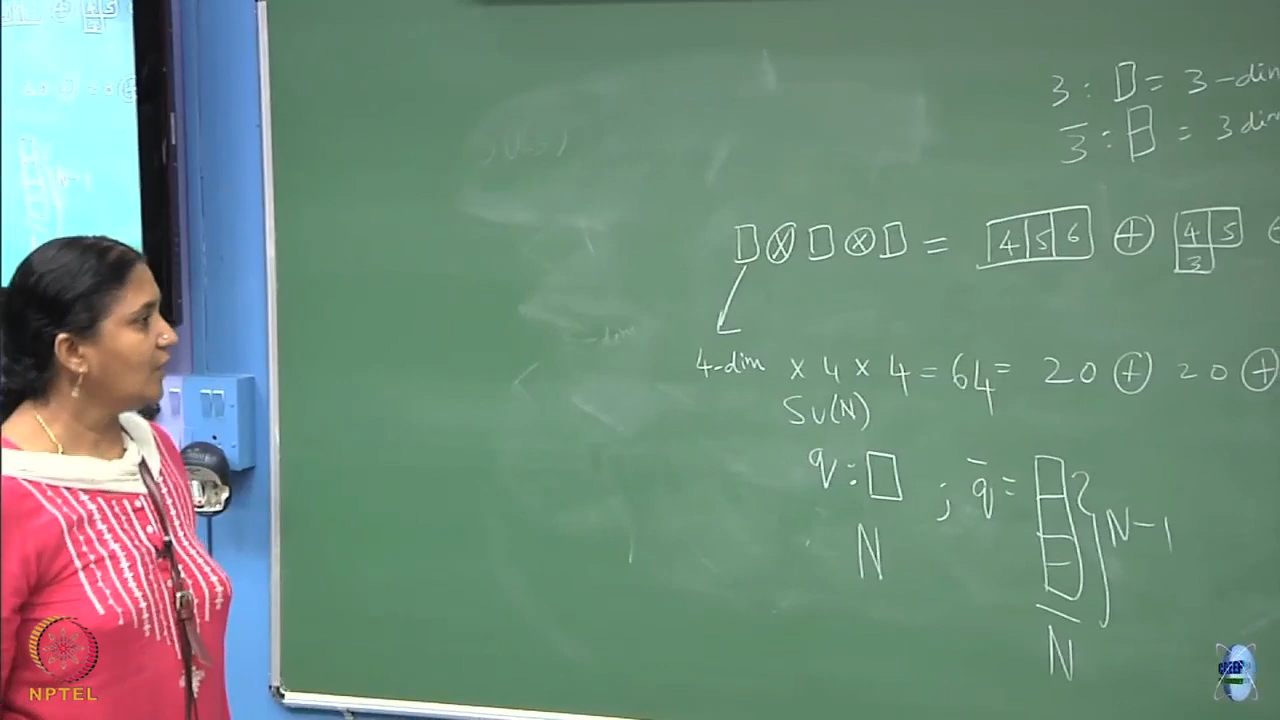 3 : □ = 3-dim
3̅ : = 3 dim
□ ⊗ □ ⊗ □ = 4 5 6 ⊕ 4 5
3
4-dim × 4 × 4 = 64 = 20 ⊕ 20 ⊕
SU(N)
q : □ ; q̅ = } N-1
N N̅
NPTEL